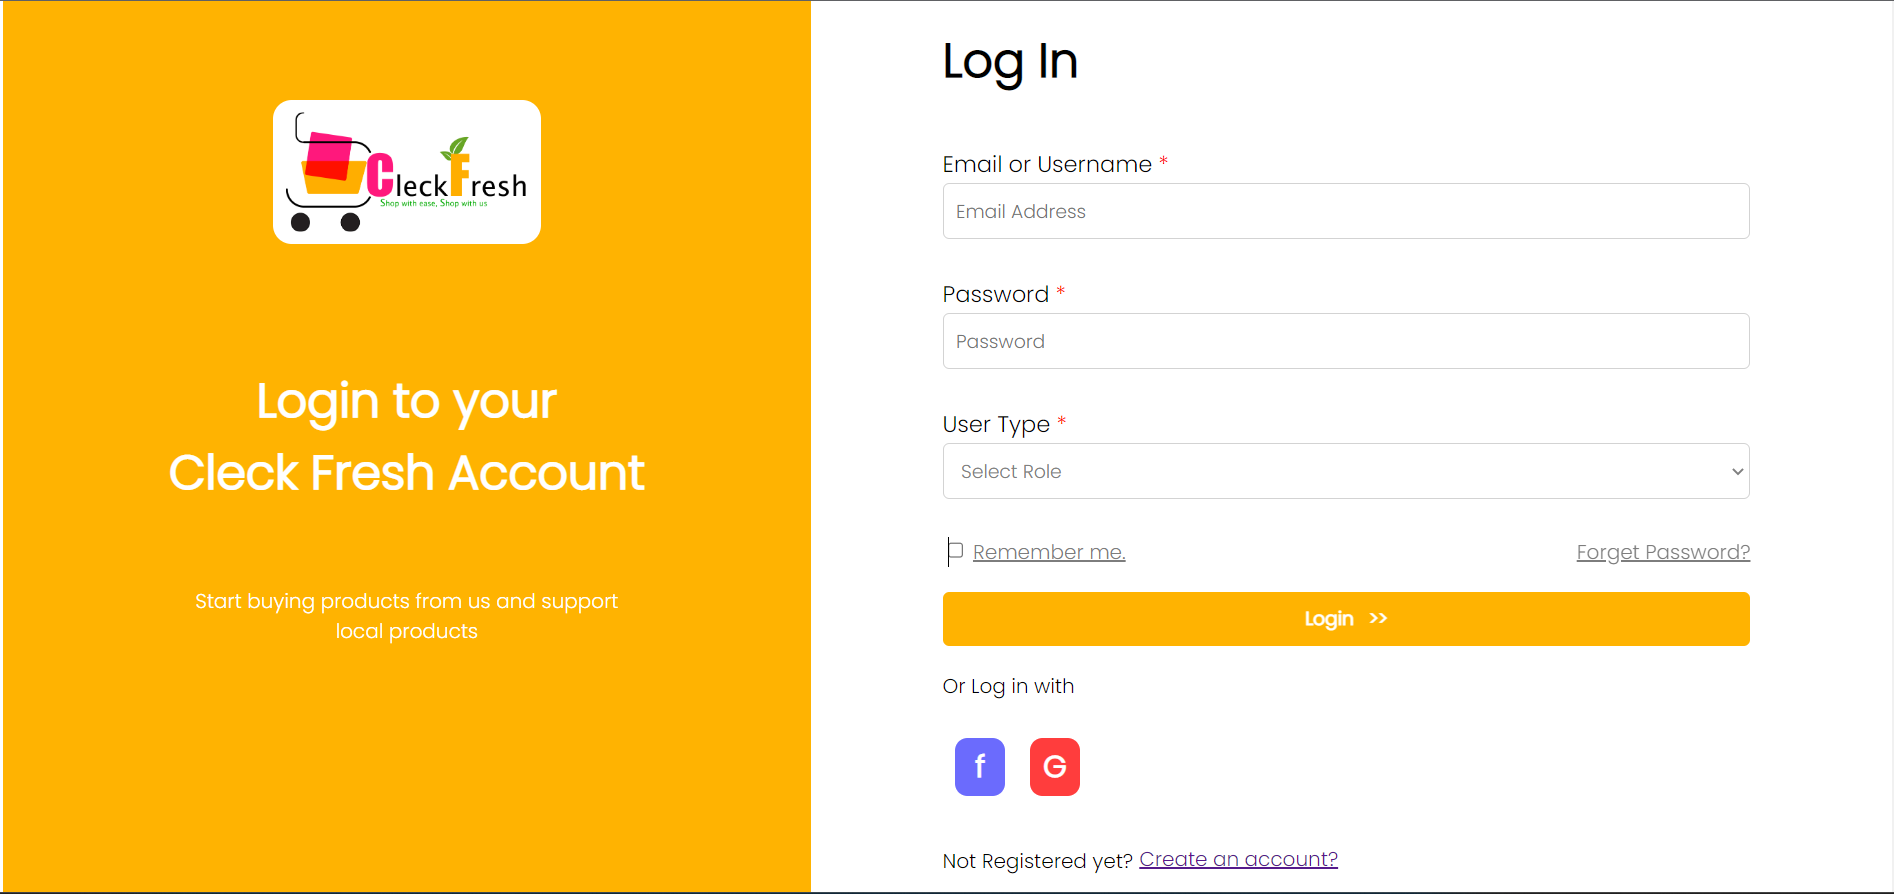 CleckFresh
Shop with ease, Shop with us
Login to your
Cleck Fresh Account
Start buying products from us and support
local products
Log In
Email or Username *
Email Address
Password *
Password
User Type *
Select Role
Remember me. Forget Password?
Login >>
Or Log in with
f G
Not Registered yet? Create an account?